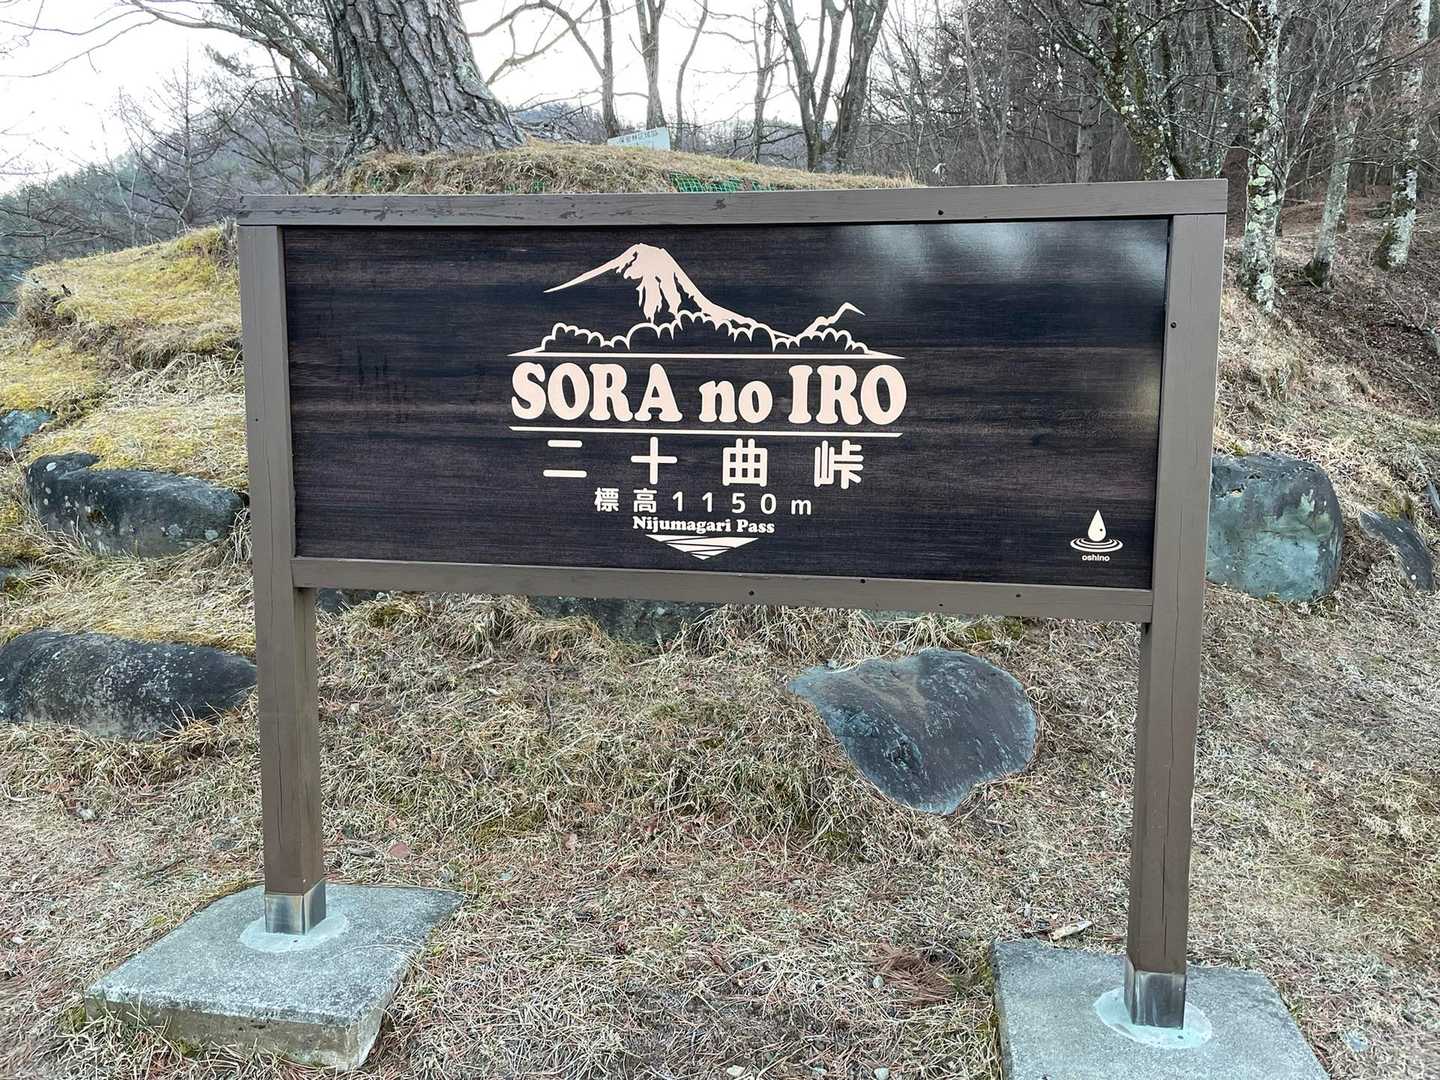 SORA no IRO
二十曲峠
標高1150m
Nijumagari Pass
oshino